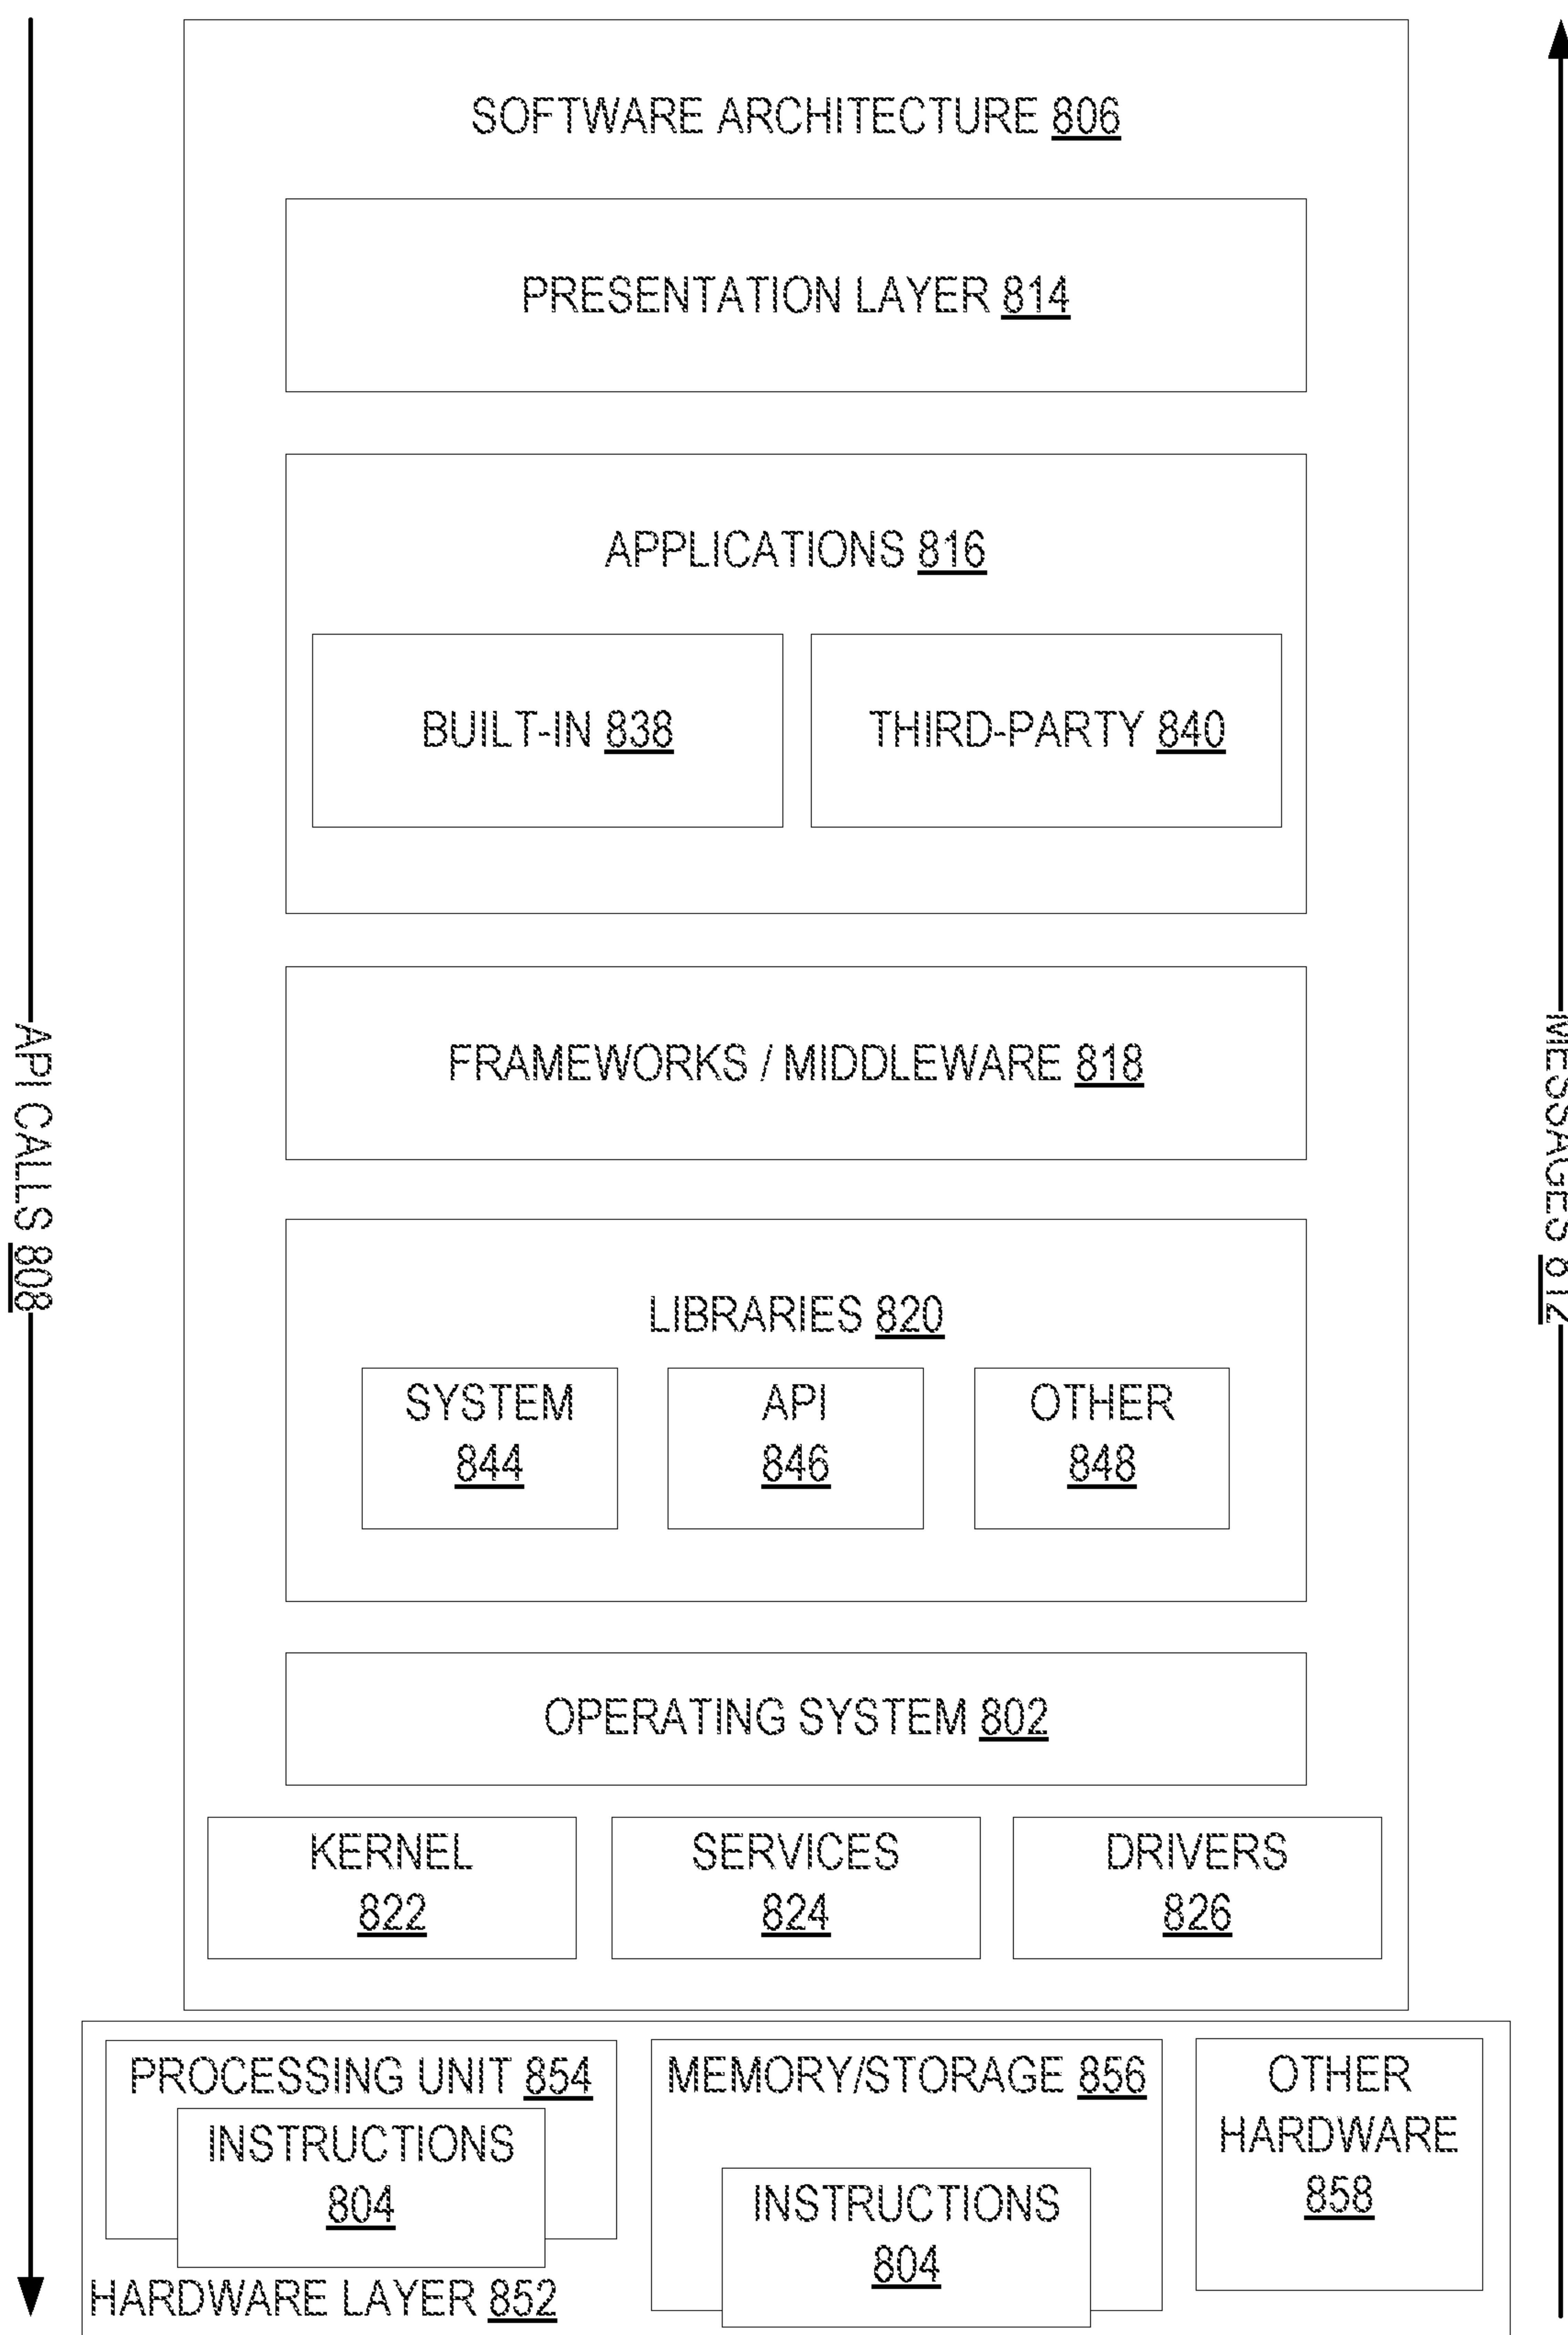 SOFTWARE ARCHITECTURE 806
PRESENTATION LAYER 814
APPLICATIONS 816
BUILT-IN 838
THIRD-PARTY 840
FRAMEWORKS / MIDDLEWARE 818
LIBRARIES 820
SYSTEM
844
API
846
OTHER
848
OPERATING SYSTEM 802
KERNEL
822
SERVICES
824
DRIVERS
826
PROCESSING UNIT 854
INSTRUCTIONS
804
MEMORY/STORAGE 856
INSTRUCTIONS
804
OTHER
HARDWARE
858
HARDWARE LAYER 852
API CALLS 808
MESSAGES 812